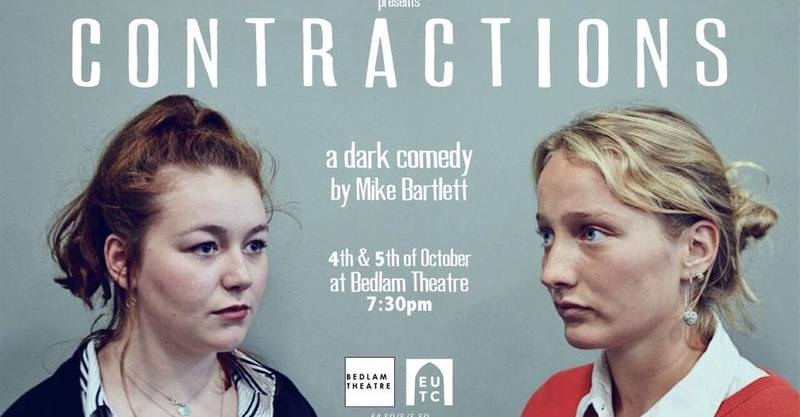 presents
CONTRACTIONS
a dark comedy
by Mike Bartlett
4th & 5th of October
at Bedlam Theatre
7:30pm
BEDLAM
THEATRE
EU
TC